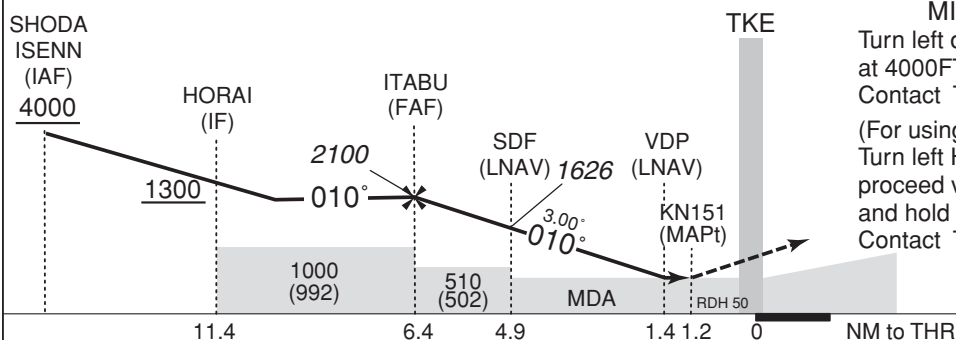 SHODA
ISENN
(IAF)
4000
HORAI
(IF)
1300
ITABU
(FAF)
2100
010°
SDF
(LNAV)
1626
3.00°
010°
VDP
(LNAV)
KN151
(MAPt)
TKE
1000
(992)
510
(502)
MDA
RDH 50
11.4
6.4
4.9
1.4
1.2
0
NM to THR
MI
Turn left
at 4000FT
Contact
(For using
Turn left
proceed
and hold
Contact